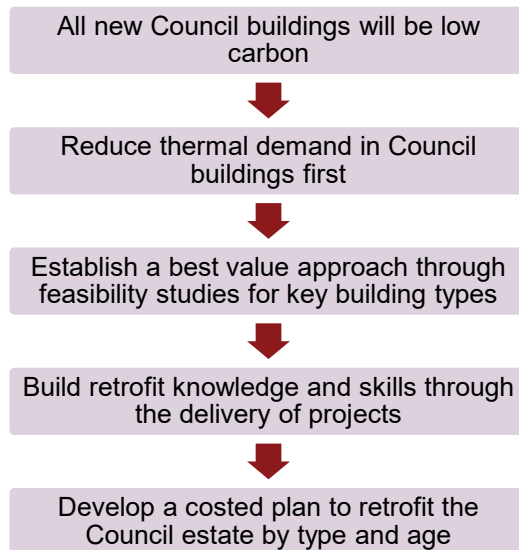 All new Council buildings will be low
carbon
Reduce thermal demand in Council
buildings first
Establish a best value approach through
feasibility studies for key building types
Build retrofit knowledge and skills through
the delivery of projects
Develop a costed plan to retrofit the
Council estate by type and age